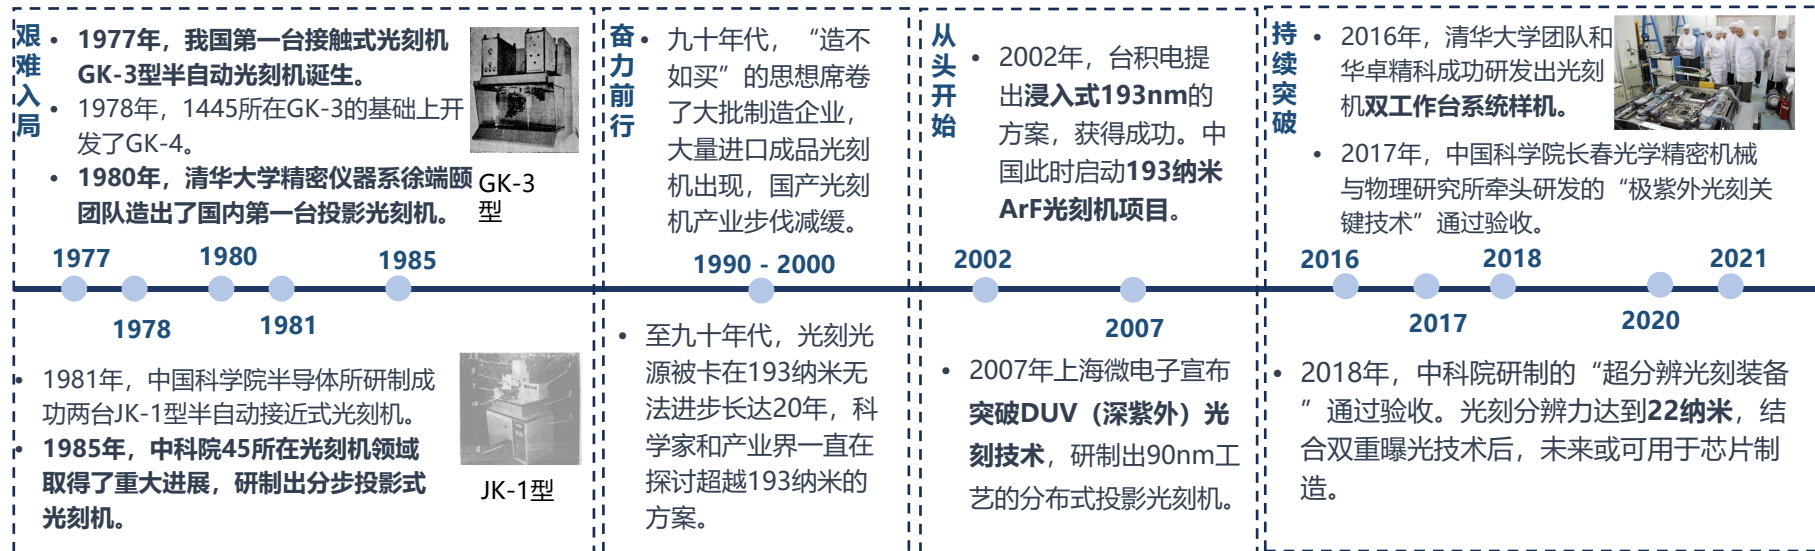 艰难入局
• 1977年，我国第一台接触式光刻机
GK-3型半自动光刻机诞生。
• 1978年，1445所在GK-3的基础上开
发了GK-4。
• 1980年，清华大学精密仪器系徐端颐
团队造出了国内第一台投影光刻机。
GK-3
型
奋力前行
• 九十年代，“造不
如买”的思想席卷
了大批制造企业，
大量进口成品光刻
机出现，国产光刻
机产业步伐减缓。
从头开始
• 2002年，台积电提
出浸入式193nm的
方案，获得成功。中
国此时启动193纳米
ArF光刻机项目。
持续突破
• 2016年，清华大学团队和
华卓精科成功研发出光刻
机双工作台系统样机。
• 2017年，中国科学院长春光学精密机械
与物理研究所牵头研发的“极紫外光刻关
键技术”通过验收。
1977
1980
1985
1990 - 2000
2002
2016
2018
2021
1978
1981
2007
2017
2020
• 1981年，中国科学院半导体所研制成
功两台JK-1型半自动接近式光刻机。
• 1985年，中科院45所在光刻机领域
取得了重大进展，研制出分步投影式
光刻机。
JK-1型
• 至九十年代，光刻光
源被卡在193纳米无
法进步长达20年，科
学家和产业界一直在
探讨超越193纳米的
方案。
• 2007年上海微电子宣布
突破DUV（深紫外）光
刻技术，研制出90nm工
艺的分布式投影光刻机。
• 2018年，中科院研制的“超分辨光刻装备
”通过验收。光刻分辨力达到22纳米，结
合双重曝光技术后，未来或可用于芯片制
造。